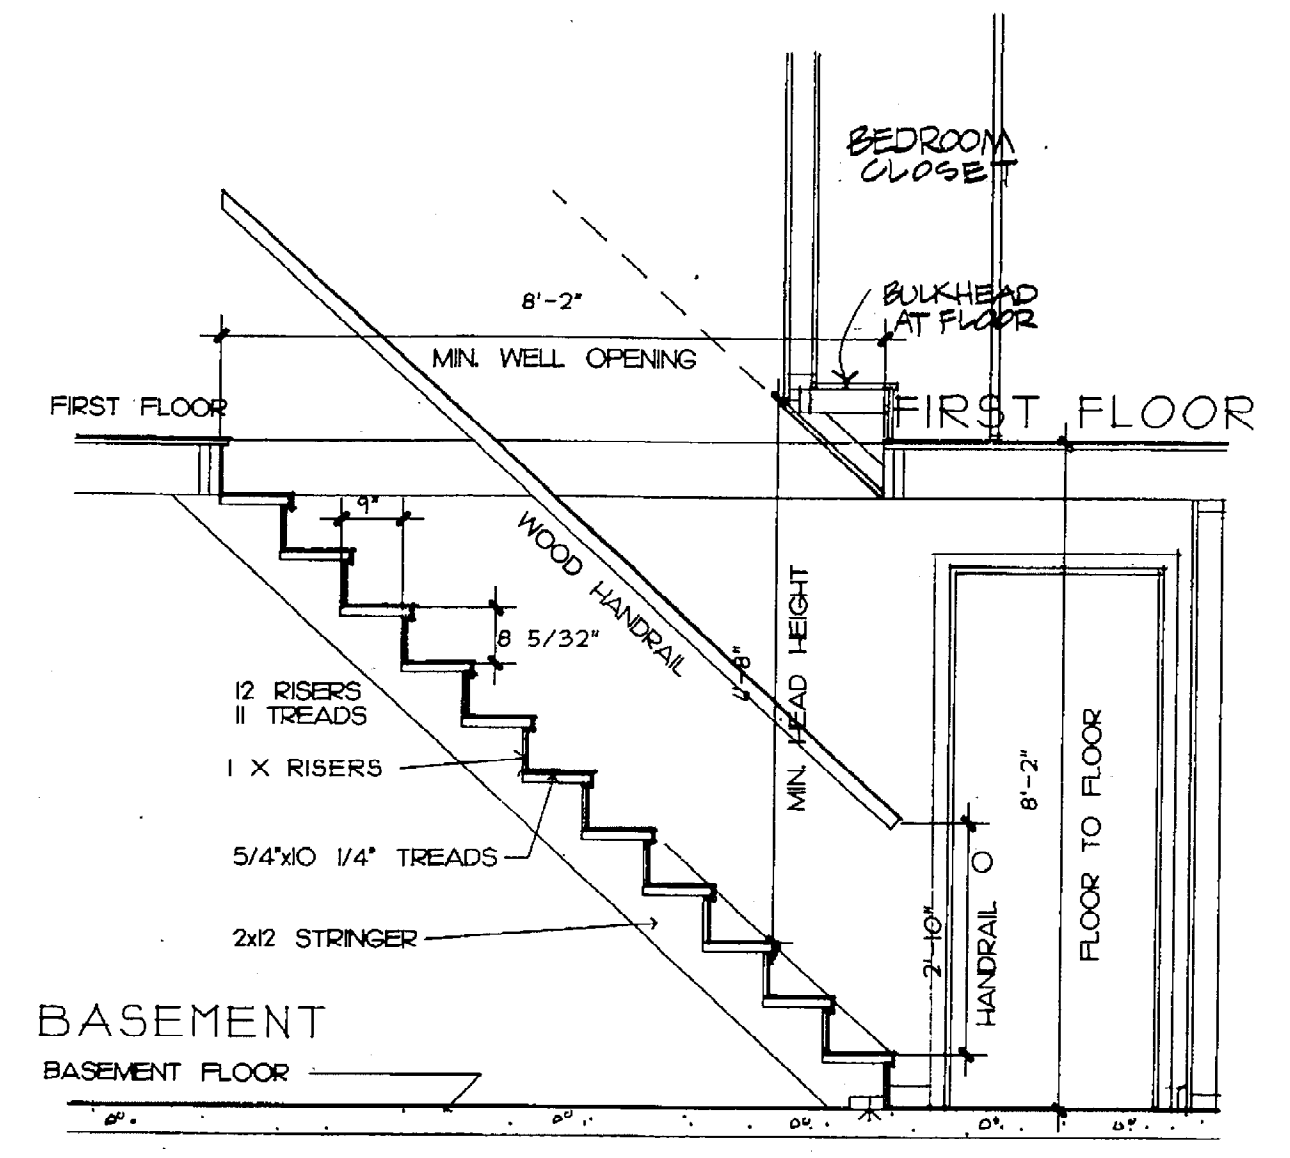 BEDROOM
CLOSET
BULKHEAD
AT FLOOR
8'-2"
MIN. WELL OPENING
FIRST FLOOR
FIRST FLOOR
9"
WOOD HANDRAIL
8 5/32"
MIN. HEAD HEIGHT
12 RISERS
11 TREADS
1 X RISERS
5/4"x10 1/4" TREADS
2x12 STRINGER
8'-2"
FLOOR TO FLOOR
2'-10"
HANDRAIL O
BASEMENT
BASEMENT FLOOR